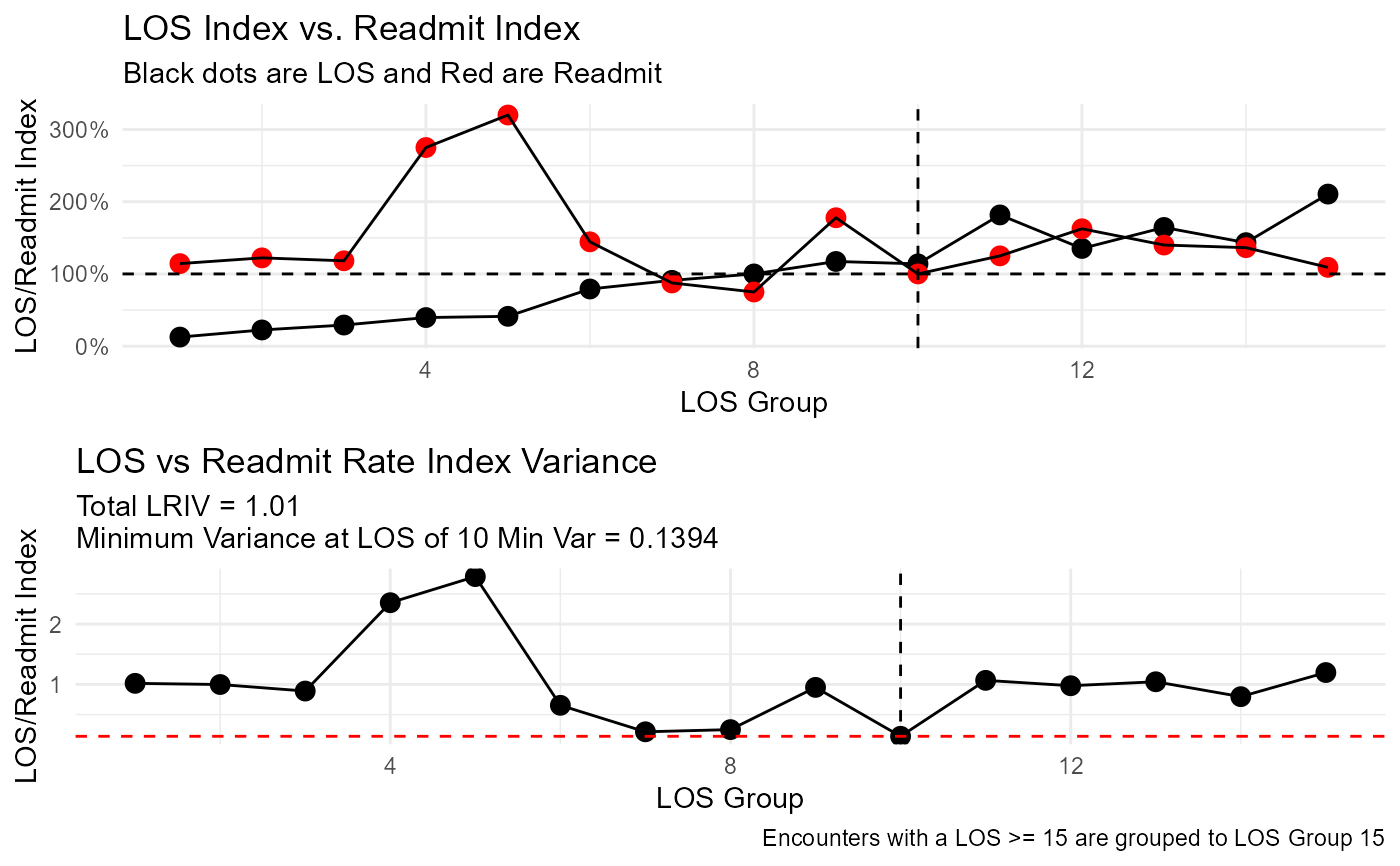 LOS Index vs. Readmit Index
Black dots are LOS and Red are Readmit
LOS/Readmit Index
300%
200%
100%
0%
4
8
12
LOS Group
LOS vs Readmit Rate Index Variance
Total LRIV = 1.01
Minimum Variance at LOS of 10 Min Var = 0.1394
LOS/Readmit Index
2
1
4
8
12
LOS Group
Encounters with a LOS >= 15 are grouped to LOS Group 15